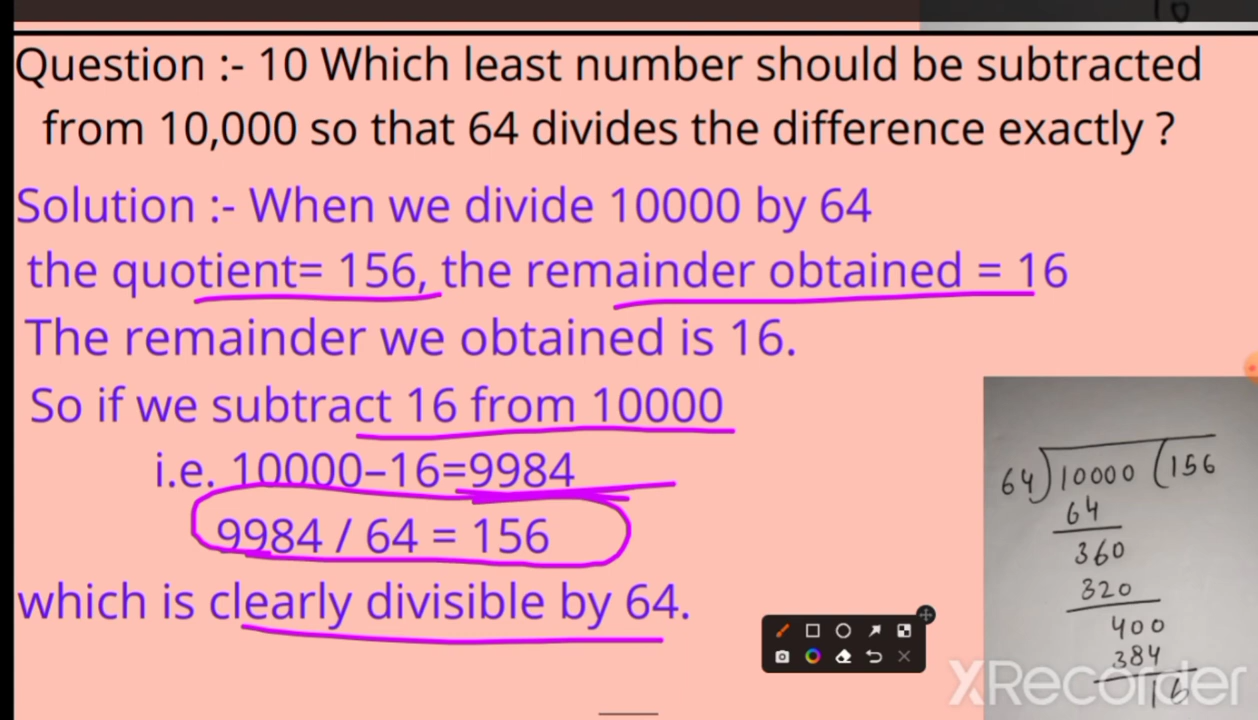 16
Question :- 10 Which least number should be subtracted
from 10,000 so that 64 divides the difference exactly ?
Solution :- When we divide 10000 by 64
the quotient= 156, the remainder obtained = 16
The remainder we obtained is 16.
So if we subtract 16 from 10000
i.e. 10000–16=9984
9984 / 64 = 156
which is clearly divisible by 64.
64)10000(156
64
360
320
400
384
16
XRecorder